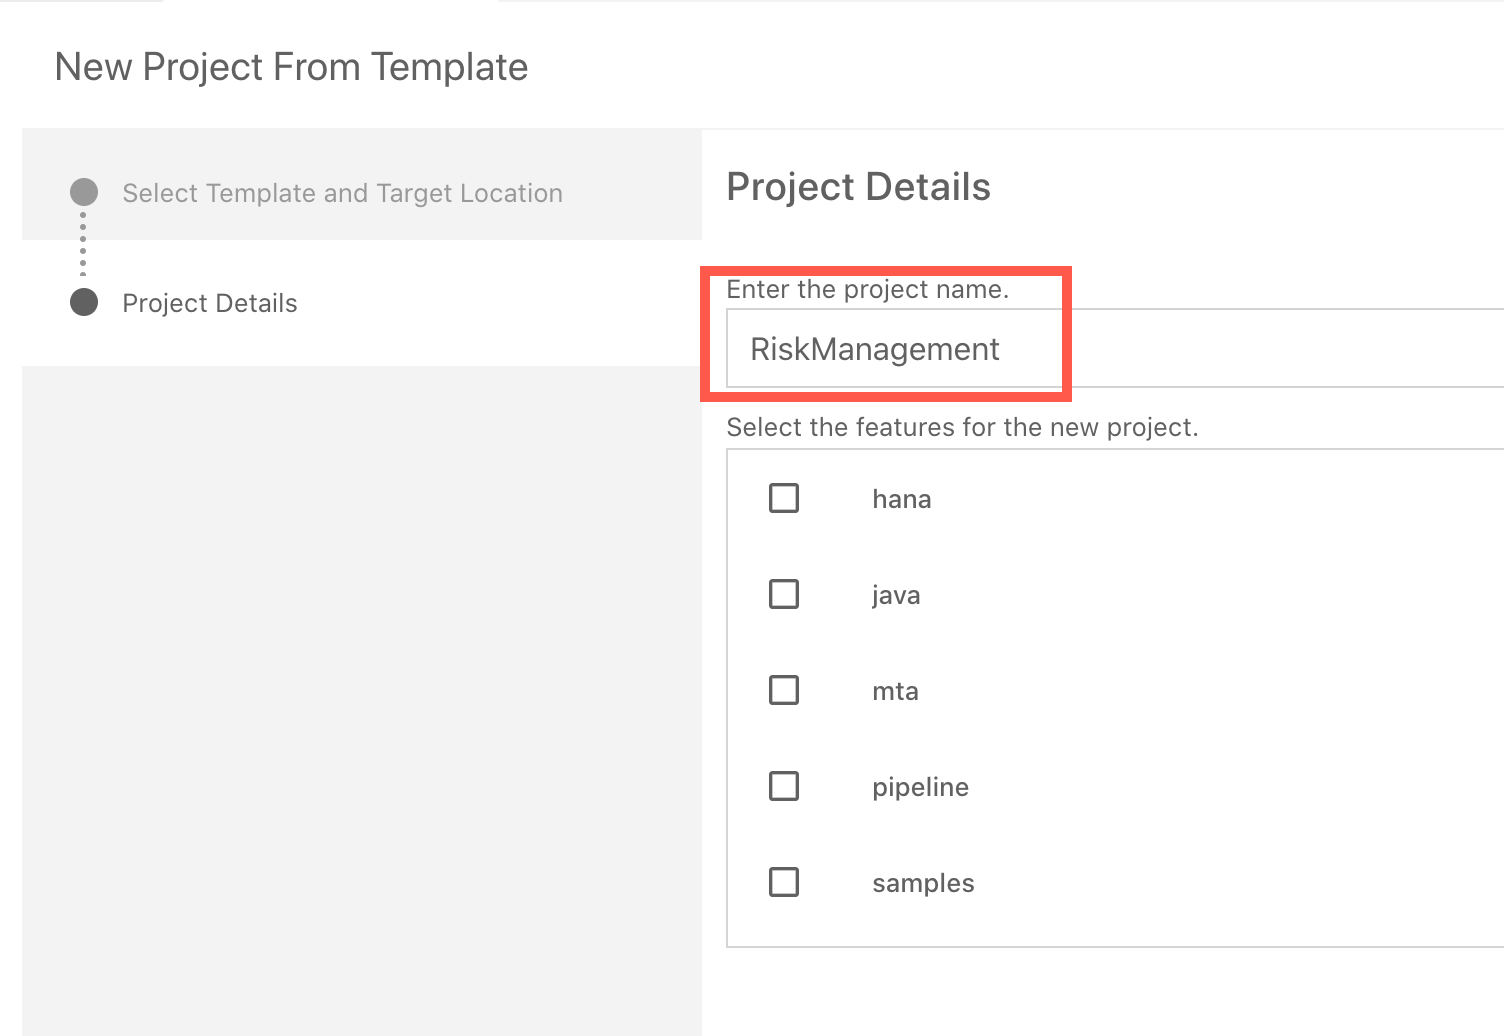 New Project From Template
Select Template and Target Location
Project Details
Project Details
Enter the project name.
RiskManagement
Select the features for the new project.
hana
java
mta
pipeline
samples